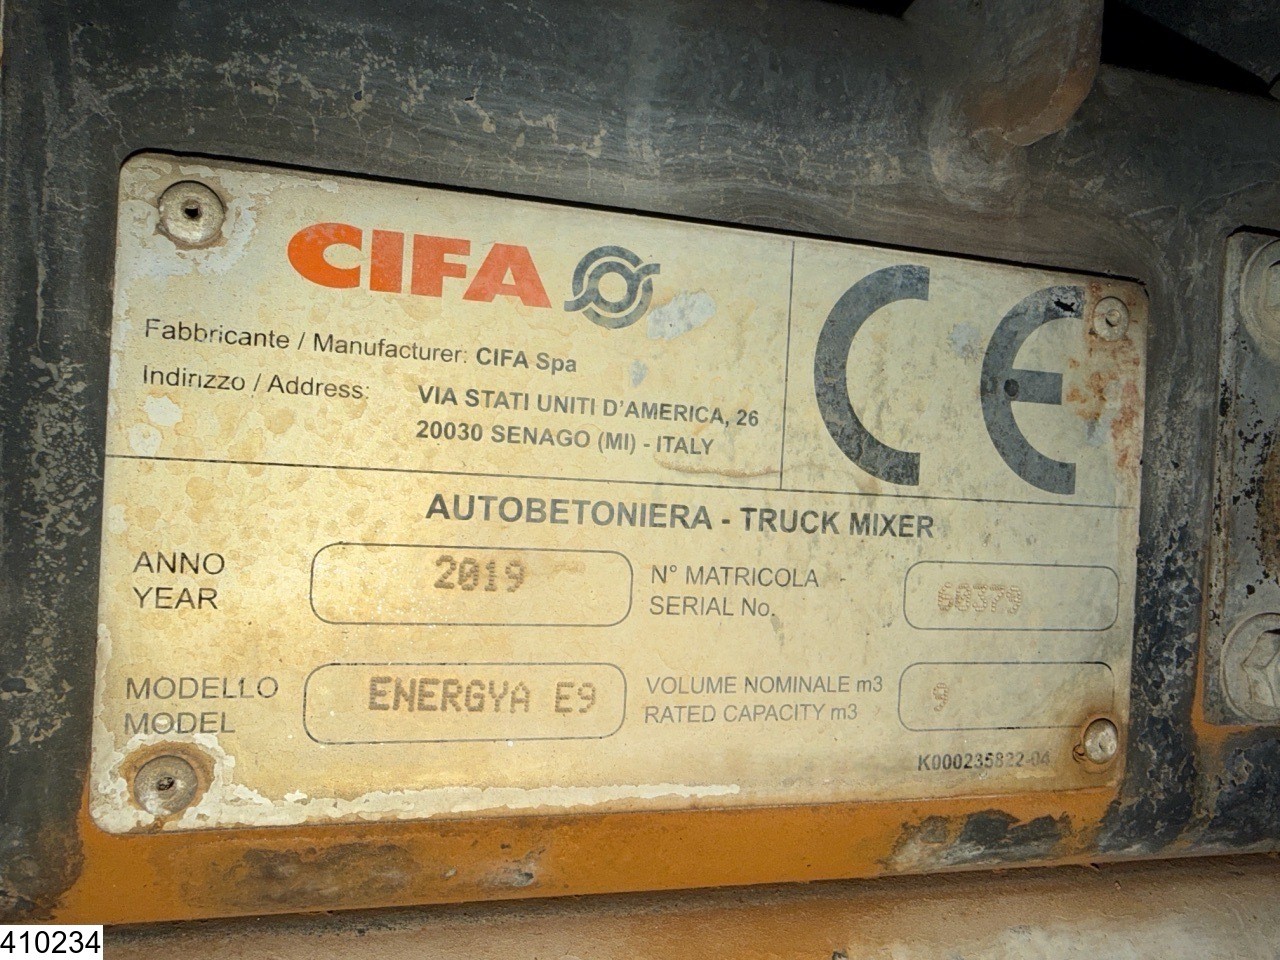 CIFA
CE
Fabbricante / Manufacturer: CIFA Spa
Indirizzo / Address: VIA STATI UNITI D'AMERICA, 26
20030 SENAGO (MI) - ITALY
AUTOBETONIERA - TRUCK MIXER
ANNO
YEAR
2019
N° MATRICOLA
SERIAL No.
60379
MODELLO
MODEL
ENERGYA E9
VOLUME NOMINALE m3
RATED CAPACITY m3
9
K000235822-04
410234